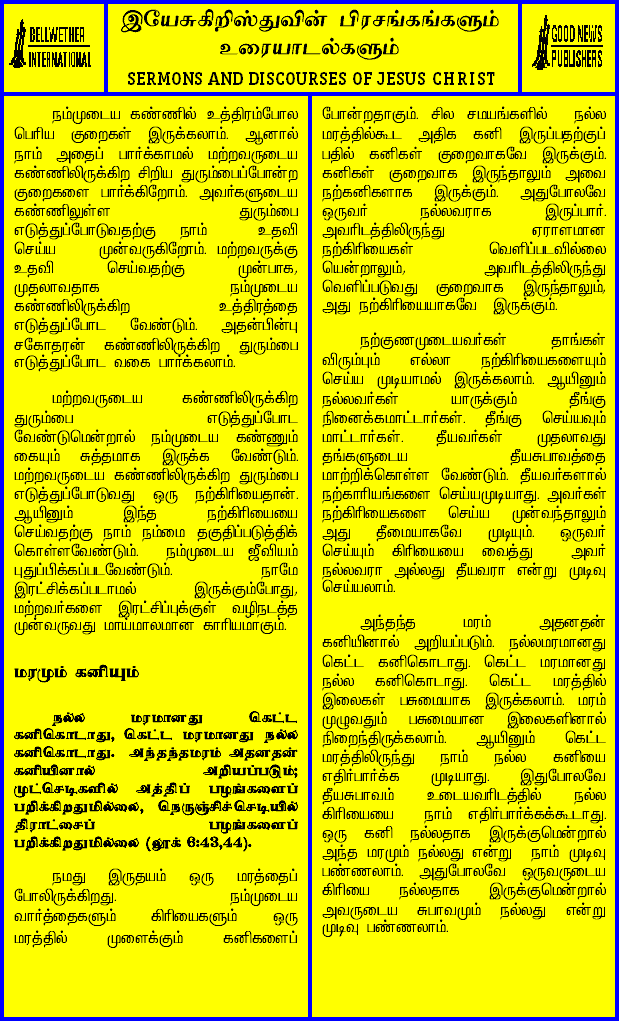 BELLWETHER
INTERNATIONAL
இயேசுகிறிஸ்துவின் பிரசங்கங்களும்
உரையாடல்களும்
SERMONS AND DISCOURSES OF JESUS CHRIST
GOOD NEWS
PUBLISHERS
நம்முடைய கண்ணில் உத்திரம்போல
பெரிய குறைகள் இருக்கலாம். ஆனால்
நாம் அதைப் பார்க்காமல் மற்றவருடைய
கண்ணிலிருக்கிற சிறிய துரும்பைப்போன்ற
குறைகளை பார்க்கிறோம். அவர்களுடைய
கண்ணிலுள்ள துரும்பை
எடுத்துப்போடுவதற்கு நாம் உதவி
செய்ய முன்வருகிறோம். மற்றவருக்கு
உதவி செய்வதற்கு முன்பாக,
முதலாவதாக நம்முடைய
கண்ணிலிருக்கிற உத்திரத்தை
எடுத்துப்போட வேண்டும். அதன்பின்பு
சகோதரன் கண்ணிலிருக்கிற துரும்பை
எடுத்துப்போட வகை பார்க்கலாம்.
மற்றவருடைய கண்ணிலிருக்கிற
துரும்பை எடுத்துப்போட
வேண்டுமென்றால் நம்முடைய கண்ணும்
கையும் சுத்தமாக இருக்க வேண்டும்.
மற்றவருடைய கண்ணிலிருக்கிற துரும்பை
எடுத்துப்போடுவது ஒரு நற்கிரியைதான்.
ஆயினும் இந்த நற்கிரியையை
செய்வதற்கு நாம் நம்மை தகுதிப்படுத்திக்
கொள்ளவேண்டும். நம்முடைய ஜீவியம்
புதுப்பிக்கப்படவேண்டும். நாமே
இரட்சிக்கப்படாமல் இருக்கும்போது,
மற்றவர்களை இரட்சிப்புக்குள் வழிநடத்த
முன்வருவது மாய்மாலமான காரியமாகும்.
மரமும் கனியும்
நல்ல மரமானது கெட்ட
கனிகொடாது, கெட்ட மரமானது நல்ல
கனிகொடாது. அந்தந்தமரம் அதனதன்
கனியினால் அறியப்படும்;
முட்செடிகளில் அத்திப் பழங்களைப்
பறிக்கிறதுமில்லை, நெருஞ்சிச்செடியில்
திராட்சைப் பழங்களைப்
பறிக்கிறதுமில்லை (லூக் 6:43,44).
நமது இருதயம் ஒரு மரத்தைப்
போலிருக்கிறது. நம்முடைய
வார்த்தைகளும் கிரியைகளும் ஒரு
மரத்தில் முளைக்கும் கனிகளைப்
போன்றதாகும். சில சமயங்களில் நல்ல
மரத்தில்கூட அதிக கனி இருப்பதற்குப்
பதில் கனிகள் குறைவாகவே இருக்கும்.
கனிகள் குறைவாக இருந்தாலும் அவை
நற்கனிகளாக இருக்கும். அதுபோலவே
ஒருவர் நல்லவராக இருப்பார்.
அவரிடத்திலிருந்து ஏராளமான
நற்கிரியைகள் வெளிப்படவில்லை
யென்றாலும், அவரிடத்திலிருந்து
வெளிப்படுவது குறைவாக இருந்தாலும்,
அது நற்கிரியையாகவே இருக்கும்.
நற்குணமுடையவர்கள் தாங்கள்
விரும்பும் எல்லா நற்கிரியைகளையும்
செய்ய முடியாமல் இருக்கலாம். ஆயினும்
நல்லவர்கள் யாருக்கும் தீங்கு
நினைக்கமாட்டார்கள். தீங்கு செய்யவும்
மாட்டார்கள். தீயவர்கள் முதலாவது
தங்களுடைய தீயசுபாவத்தை
மாற்றிக்கொள்ள வேண்டும். தீயவர்களால்
நற்காரியங்களை செய்யமுடியாது. அவர்கள்
நற்கிரியைகளை செய்ய முன்வந்தாலும்
அது தீமையாகவே முடியும். ஒருவர்
செய்யும் கிரியையை வைத்து அவர்
நல்லவரா அல்லது தீயவரா என்று முடிவு
செய்யலாம்.
அந்தந்த மரம் அதனதன்
கனியினால் அறியப்படும். நல்லமரமானது
கெட்ட கனிகொடாது. கெட்ட மரமானது
நல்ல கனிகொடாது. கெட்ட மரத்தில்
இலைகள் பசுமையாக இருக்கலாம். மரம்
முழுவதும் பசுமையான இலைகளினால்
நிறைந்திருக்கலாம். ஆயினும் கெட்ட
மரத்திலிருந்து நாம் நல்ல கனியை
எதிர்பார்க்க முடியாது. இதுபோலவே
தீயசுபாவம் உடையவரிடத்தில் நல்ல
கிரியையை நாம் எதிர்பார்க்கக்கூடாது.
ஒரு கனி நல்லதாக இருக்குமென்றால்
அந்த மரமும் நல்லது என்று நாம் முடிவு
பண்ணலாம். அதுபோலவே ஒருவருடைய
கிரியை நல்லதாக இருக்குமென்றால்
அவருடைய சுபாவமும் நல்லது என்று
முடிவு பண்ணலாம்.